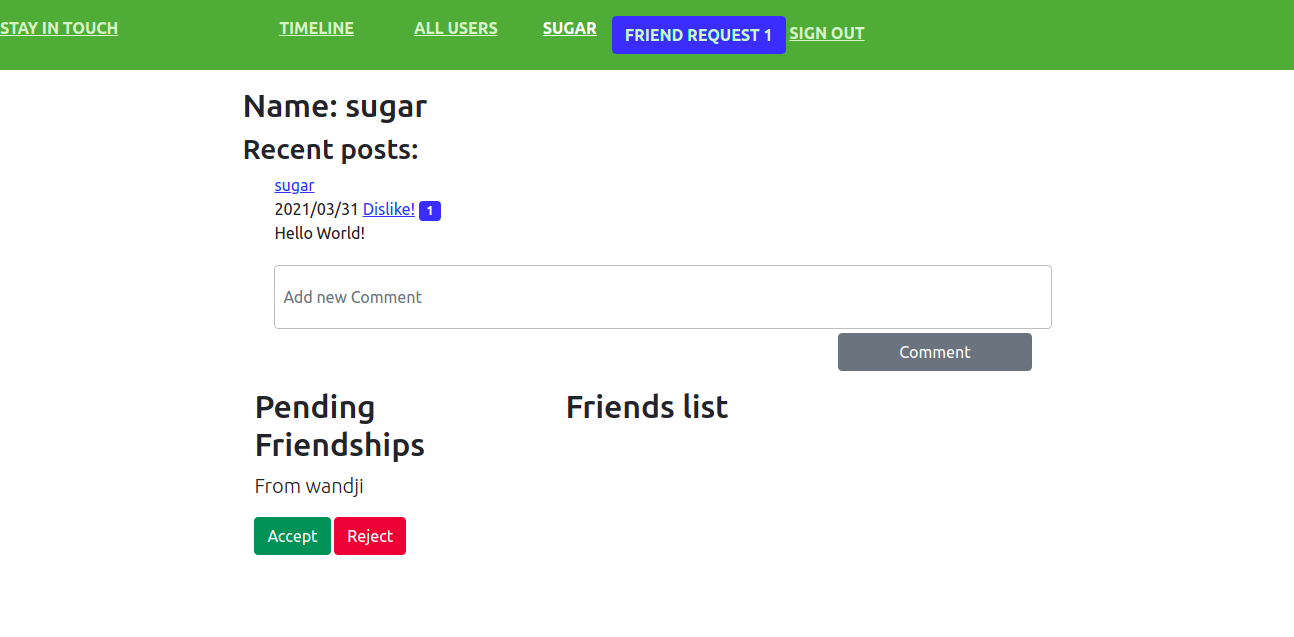 STAY IN TOUCH TIMELINE ALL USERS SUGAR FRIEND REQUEST 1 SIGN OUT
Name: sugar
Recent posts:
sugar
2021/03/31 Dislike! 1
Hello World!
Add new Comment
Comment
Pending
Friendships
From wandji
Accept Reject
Friends list